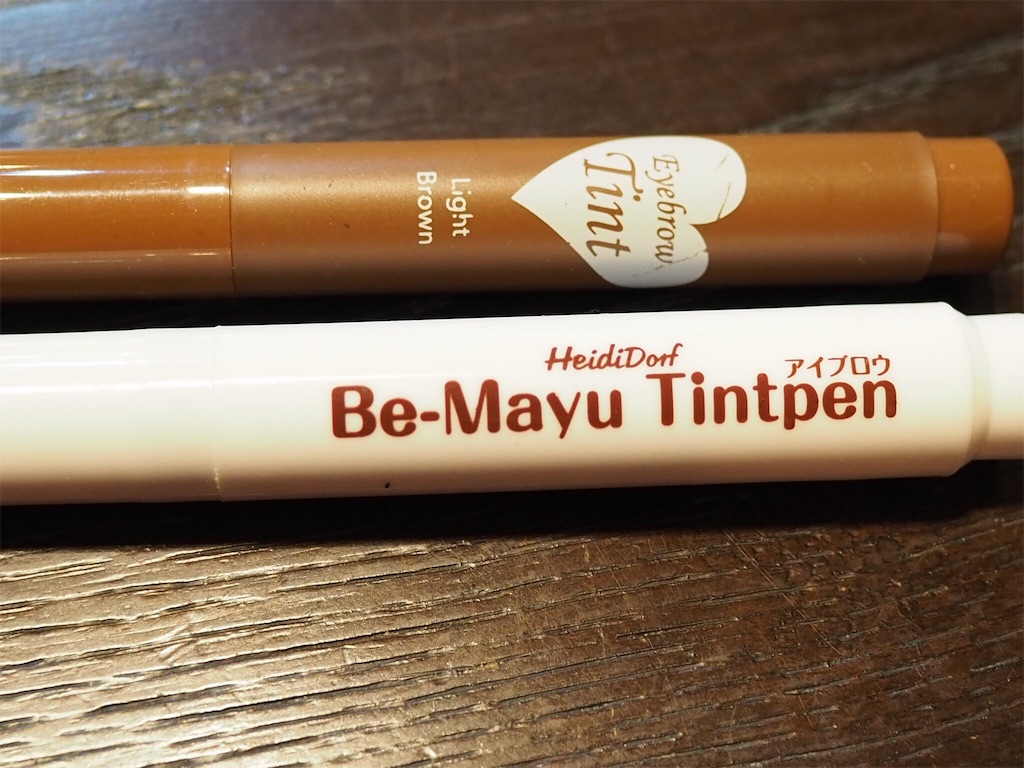 Eyebrow
Tint
Light
Brown
HeidiDorf
アイブロウ
Be-Mayu Tintpen